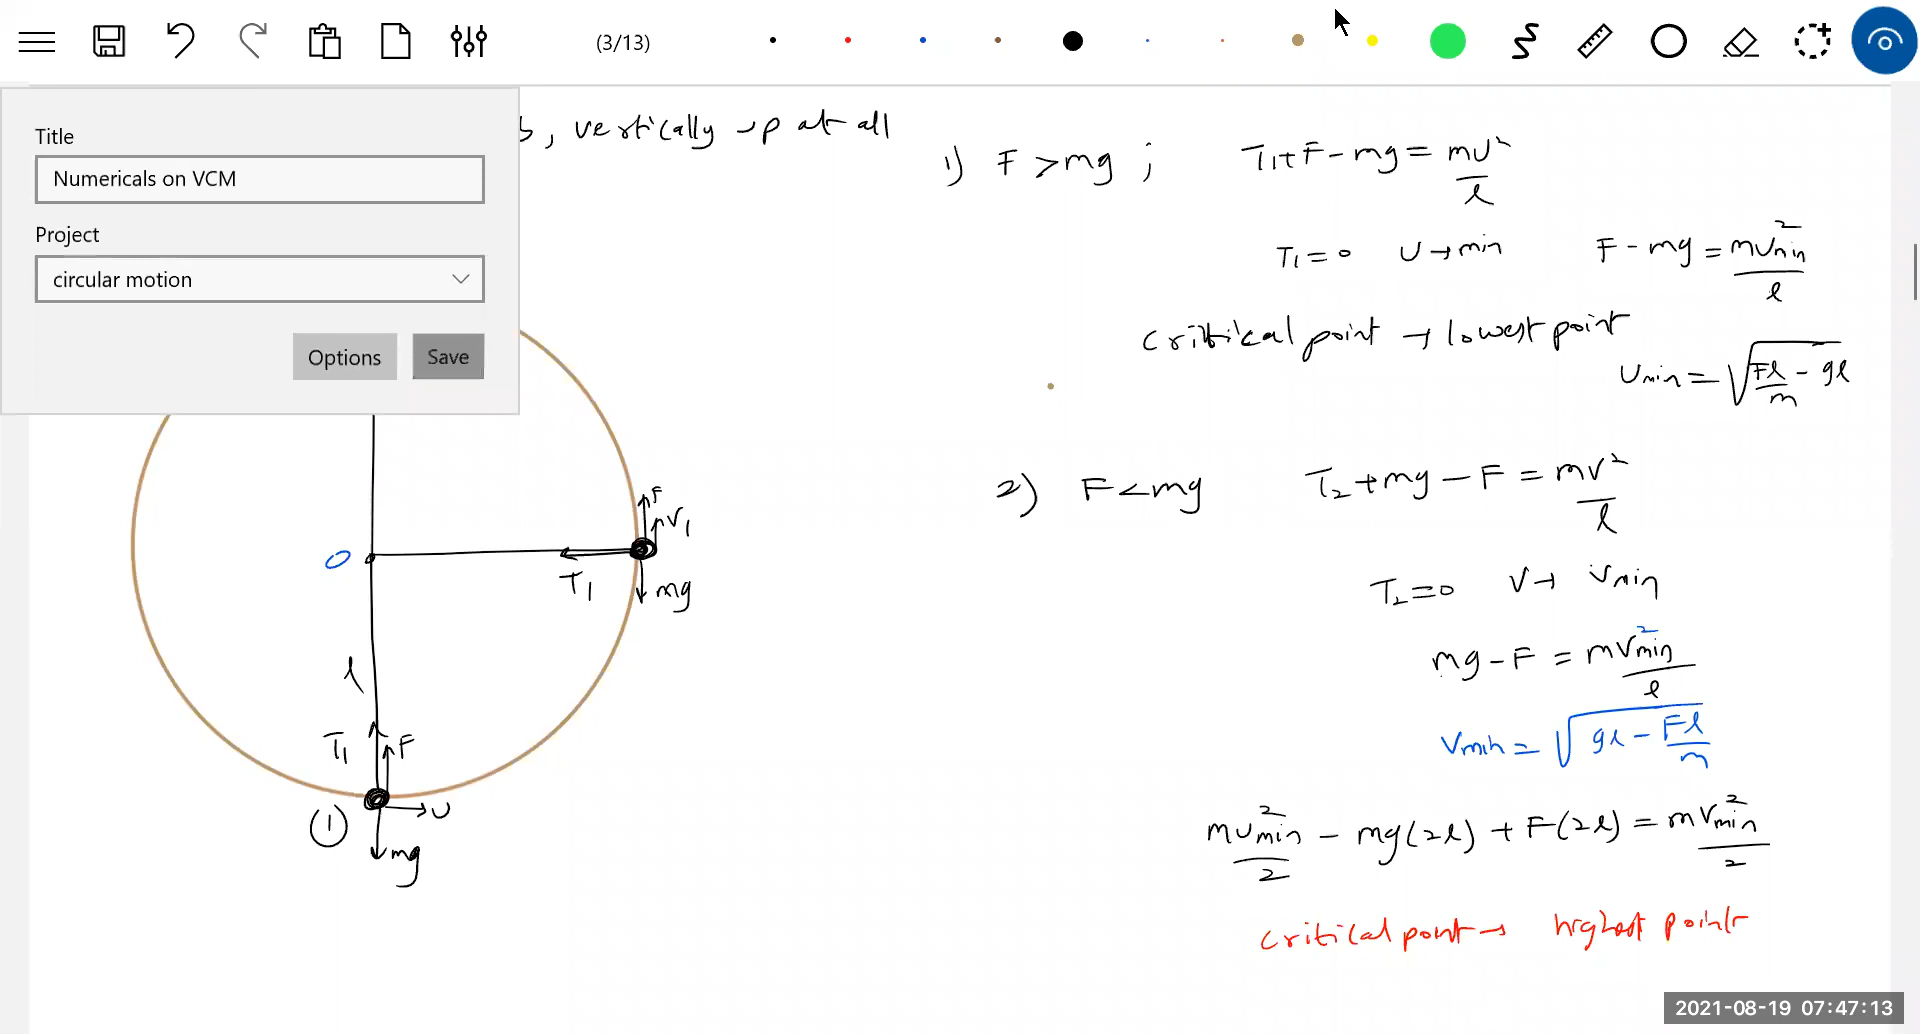 (3/13)
Title
Numericals on VCM
Project
circular motion
Options Save
, vertically up at all
1) F > mg ; T₁ + F - mg = mu²/l
T₁ = 0 u → min F - mg = mu²min/l
critical point → lowest point
umin = √(Fl/m - gl)
2) F < mg T₂ + mg - F = mv²/l
T₂ = 0 v → vmin
mg - F = mv²min/l
vmin = √(gl - Fl/m)
mu²min/2 - mg(2l) + F(2l) = mv²min/2
critical point → highest point
F
v₁
O
T₁
mg
l
T₁ F
① u
mg
2021-08-19 07:47:13